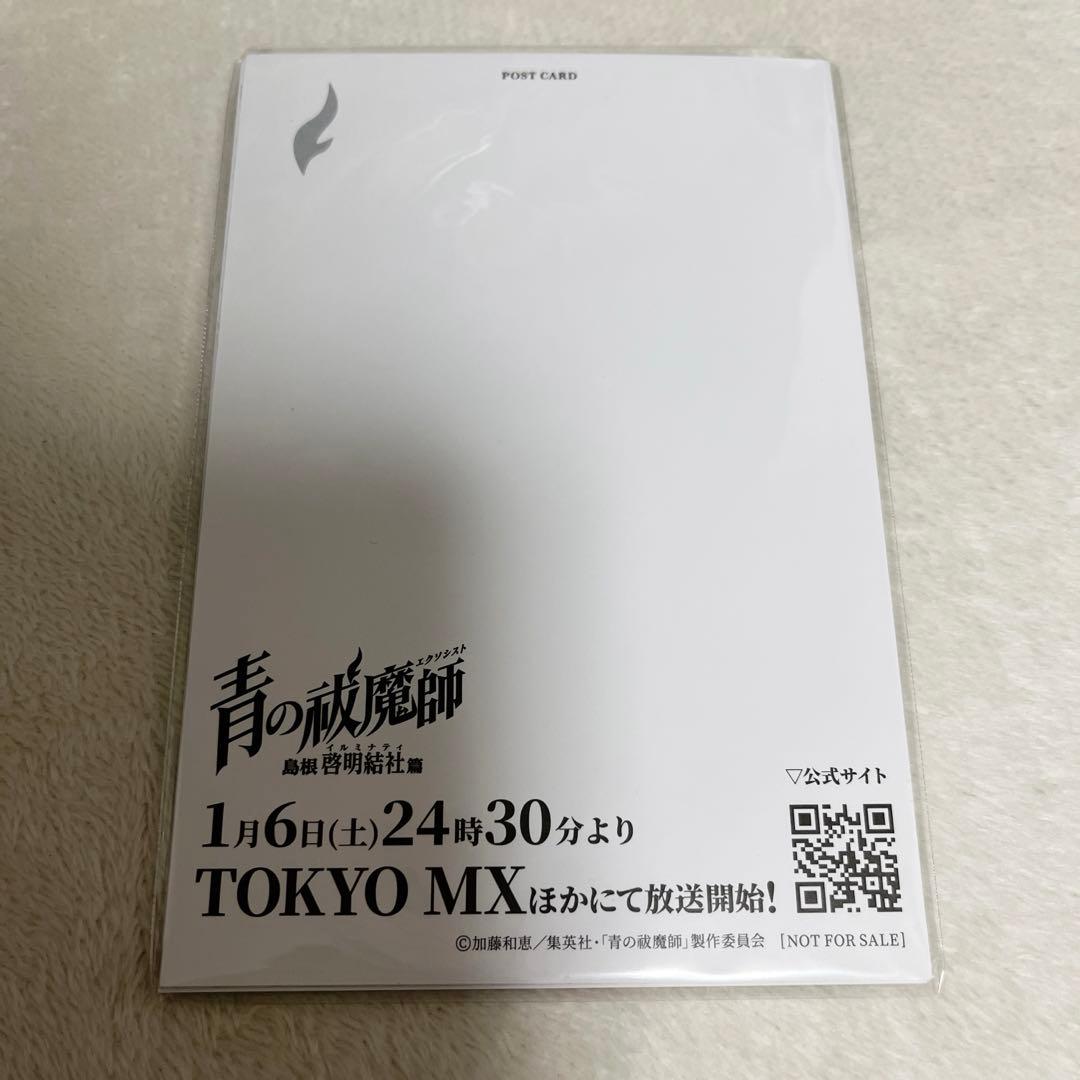 POST CARD
エクソシスト
青の祓魔師
イルミナティ
島根啓明結社篇
▽公式サイト
1月6日(土)24時30分より
TOKYO MXほかにて放送開始!
©加藤和恵／集英社・「青の祓魔師」製作委員会 [NOT FOR SALE]